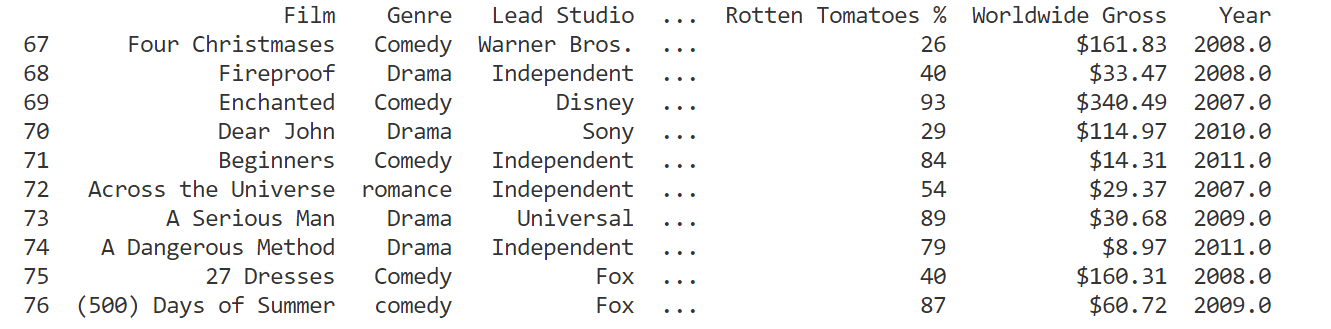 Film Genre Lead Studio ... Rotten Tomatoes % Worldwide Gross Year
67 Four Christmases Comedy Warner Bros. ... 26 $161.83 2008.0
68 Fireproof Drama Independent ... 40 $33.47 2008.0
69 Enchanted Comedy Disney ... 93 $340.49 2007.0
70 Dear John Drama Sony ... 29 $114.97 2010.0
71 Beginners Comedy Independent ... 84 $14.31 2011.0
72 Across the Universe romance Independent ... 54 $29.37 2007.0
73 A Serious Man Drama Universal ... 89 $30.68 2009.0
74 A Dangerous Method Drama Independent ... 79 $8.97 2011.0
75 27 Dresses Comedy Fox ... 40 $160.31 2008.0
76 (500) Days of Summer comedy Fox ... 87 $60.72 2009.0